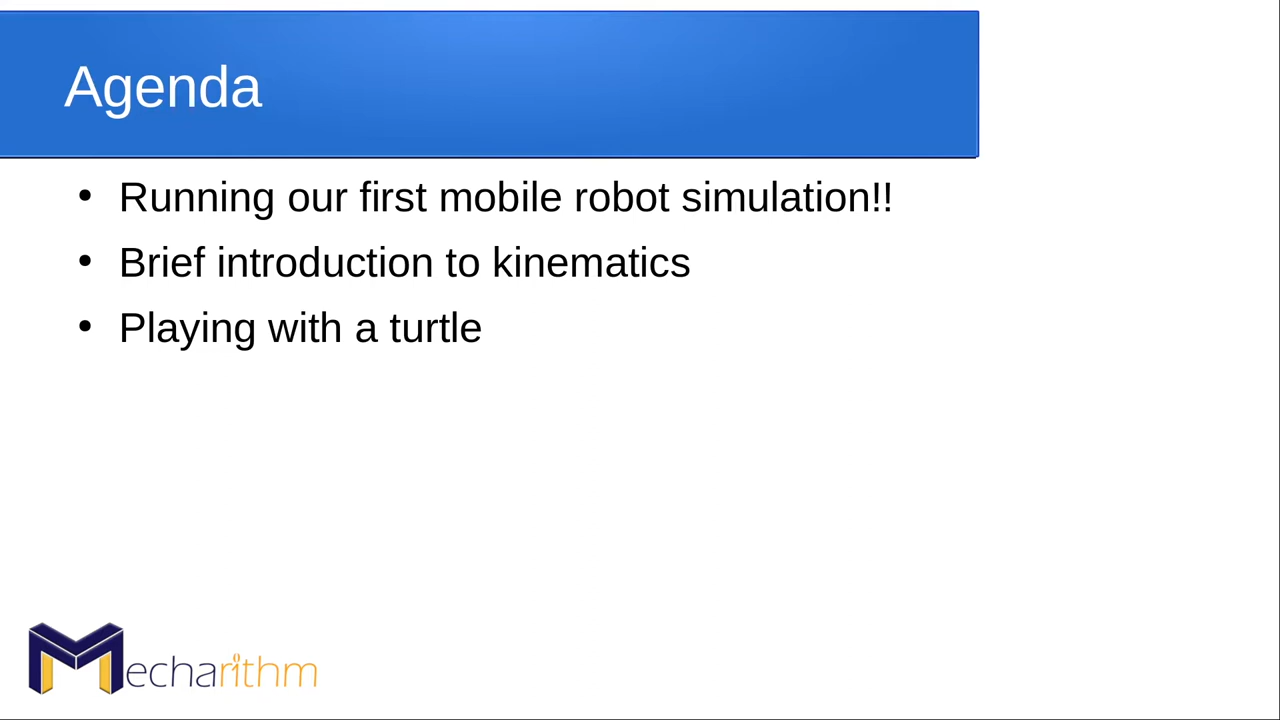 Agenda
• Running our first mobile robot simulation!!
• Brief introduction to kinematics
• Playing with a turtle
Mecharithm